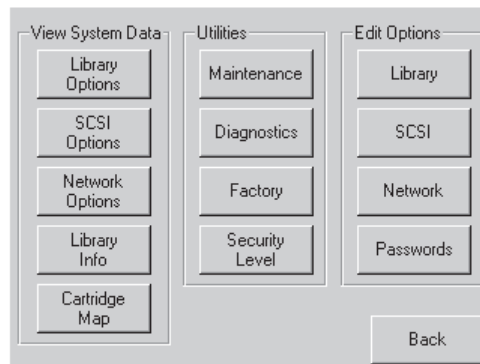 View System Data
Library
Options
SCSI
Options
Network
Options
Library
Info
Cartridge
Map
Utilities
Maintenance
Diagnostics
Factory
Security
Level
Edit Options
Library
SCSI
Network
Passwords
Back